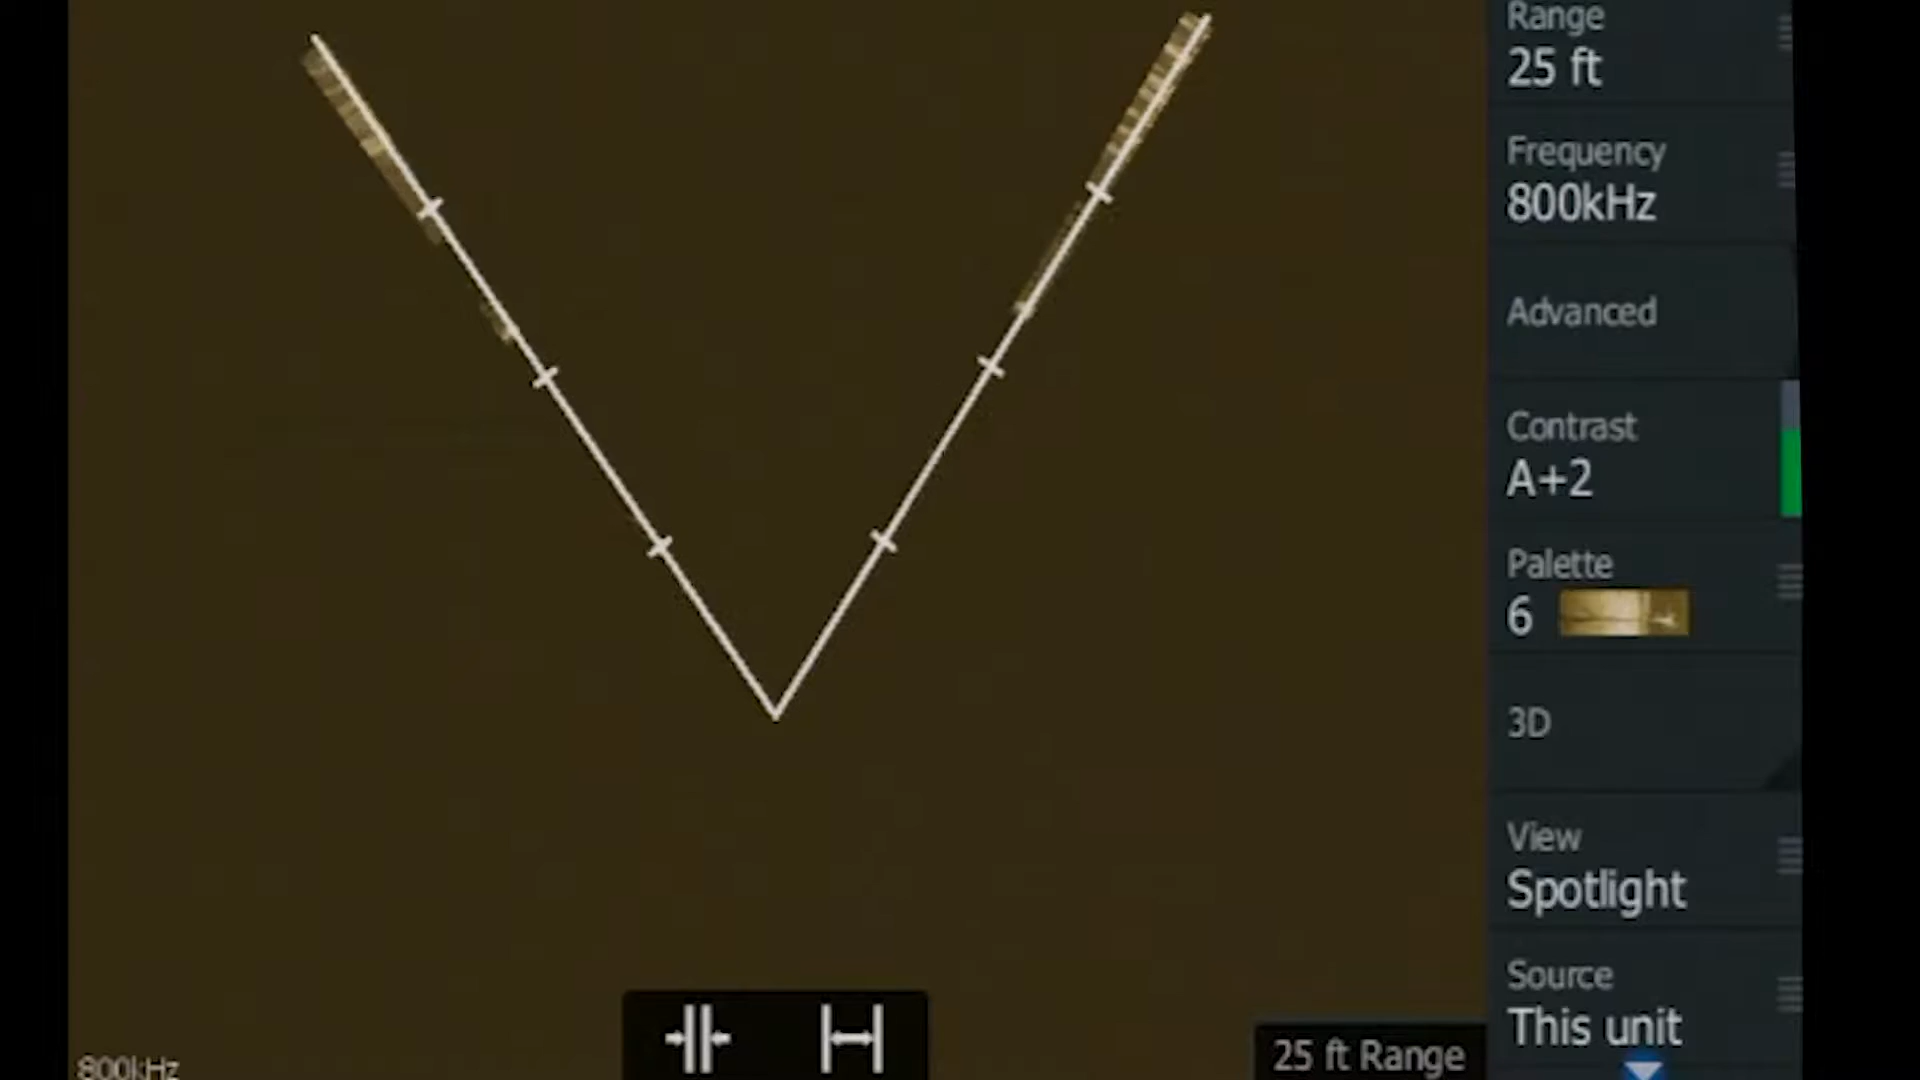 Range
25 ft
Frequency
800kHz
Advanced
Contrast
A+2
Palette
6
3D
View
Spotlight
Source
This unit
25 ft Range
800kHz